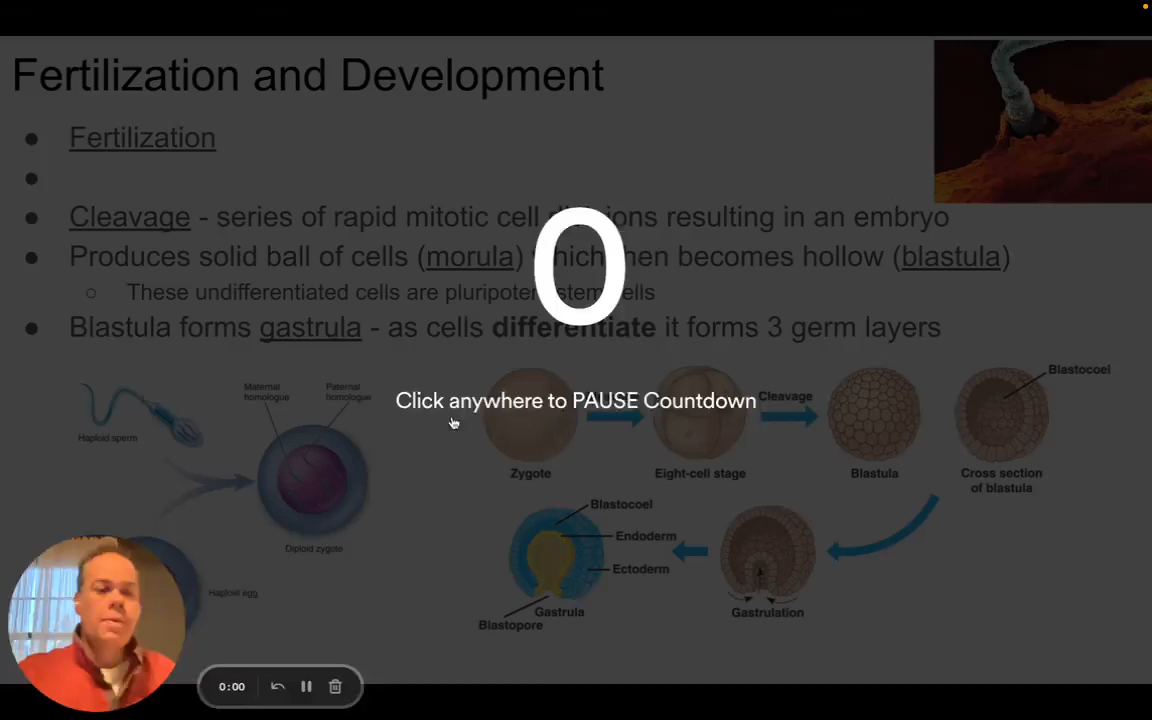 Fertilization and Development
● Fertilization
●
● Cleavage - series of rapid mitotic cell divisions resulting in an embryo
● Produces solid ball of cells (morula) which then becomes hollow (blastula)
○ These undifferentiated cells are pluripotent stem cells
● Blastula forms gastrula - as cells differentiate it forms 3 germ layers
0
Click anywhere to PAUSE Countdown
Maternal homologue
Paternal homologue
Haploid sperm
Diploid zygote
Haploid egg
Cleavage
Blastocoel
Zygote
Eight-cell stage
Blastula
Cross section
of blastula
Blastocoel
Endoderm
Ectoderm
Gastrula
Blastopore
Gastrulation
0:00